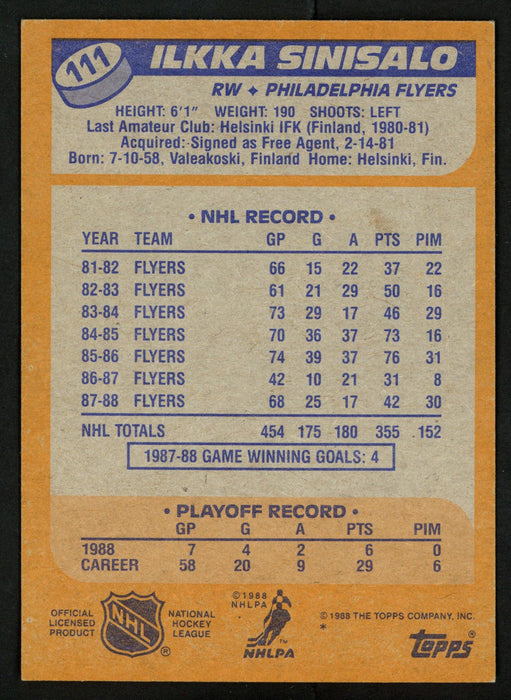 111
ILKKA SINISALO
RW ✦ PHILADELPHIA FLYERS
HEIGHT: 6'1" WEIGHT: 190 SHOOTS: LEFT
Last Amateur Club: Helsinki IFK (Finland, 1980-81)
Acquired: Signed as Free Agent, 2-14-81
Born: 7-10-58, Valeakoski, Finland Home: Helsinki, Fin.
• NHL RECORD •
YEAR TEAM GP G A PTS PIM
81-82 FLYERS 66 15 22 37 22
82-83 FLYERS 61 21 29 50 16
83-84 FLYERS 73 29 17 46 29
84-85 FLYERS 70 36 37 73 16
85-86 FLYERS 74 39 37 76 31
86-87 FLYERS 42 10 21 31 8
87-88 FLYERS 68 25 17 42 30
NHL TOTALS 454 175 180 355 152
1987-88 GAME WINNING GOALS: 4
• PLAYOFF RECORD •
GP G A PTS PIM
1988 7 4 2 6 0
CAREER 58 20 9 29 6
OFFICIAL
LICENSED
PRODUCT
NHL
®
NATIONAL
HOCKEY
LEAGUE
©1988
NHLPA
™
NHLPA
©1988 THE TOPPS COMPANY, INC.
*
topps®